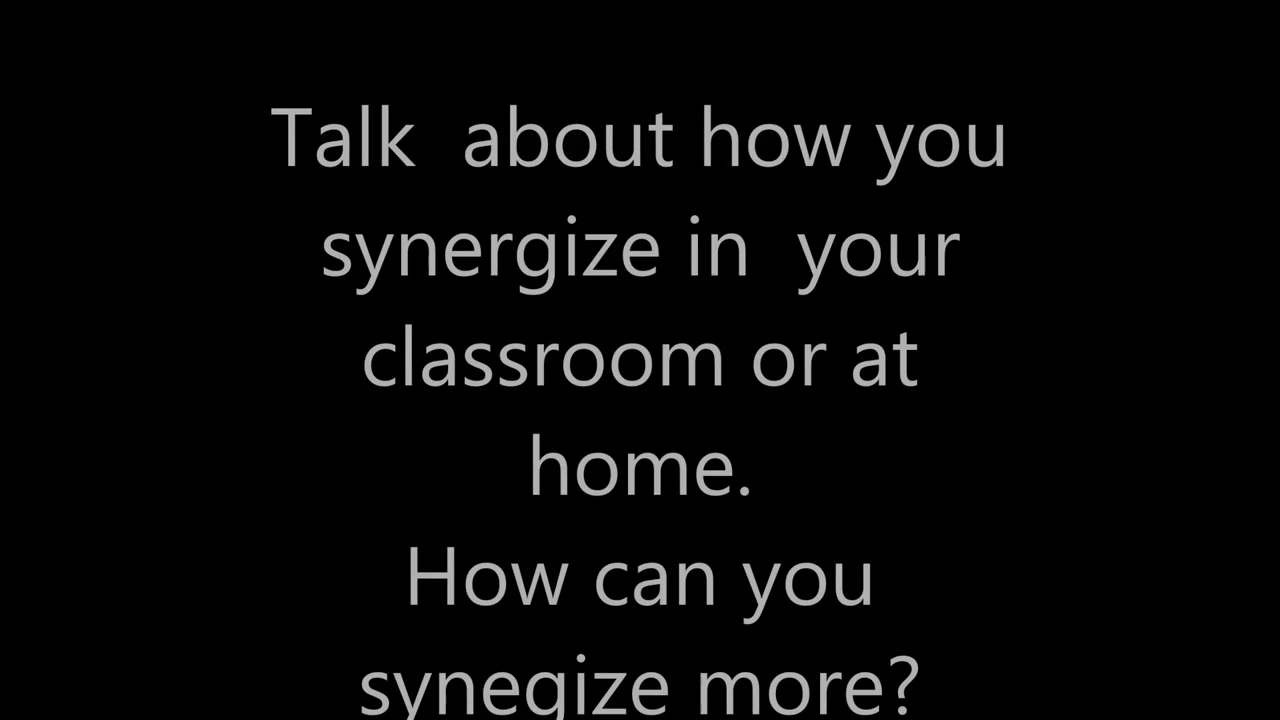 Talk  about how you
synergize in  your
classroom or at
home.
How can you
synegize more?